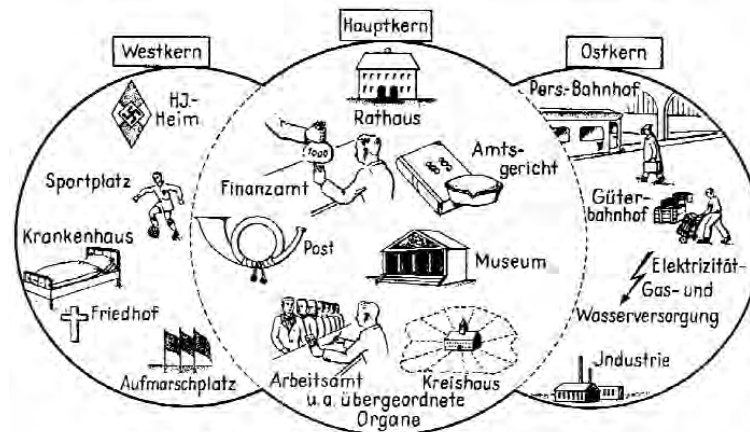 Westkern
Hauptkern
Ostkern
HJ.-
Heim
Sportplatz
Krankenhaus
Friedhof
Aufmarschplatz
Rathaus
1000
Finanzamt
Amts-
gericht
Post
Museum
Arbeitsamt
u.a. übergeordnete
Organe
Kreishaus
Pers.-Bahnhof
Güter-
bahnhof
Elektrizität-
Gas- und
Wasserversorgung
Jndustrie